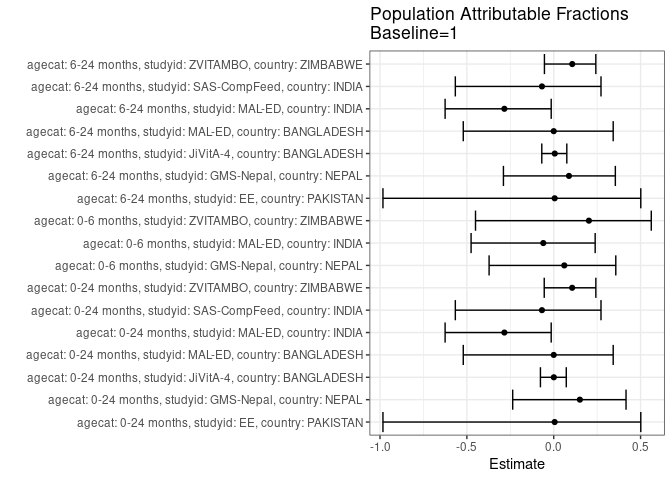 Population Attributable Fractions
Baseline=1
agecat: 6-24 months, studyid: ZVITAMBO, country: ZIMBABWE
agecat: 6-24 months, studyid: SAS-CompFeed, country: INDIA
agecat: 6-24 months, studyid: MAL-ED, country: INDIA
agecat: 6-24 months, studyid: MAL-ED, country: BANGLADESH
agecat: 6-24 months, studyid: JiVitA-4, country: BANGLADESH
agecat: 6-24 months, studyid: GMS-Nepal, country: NEPAL
agecat: 6-24 months, studyid: EE, country: PAKISTAN
agecat: 0-6 months, studyid: ZVITAMBO, country: ZIMBABWE
agecat: 0-6 months, studyid: MAL-ED, country: INDIA
agecat: 0-6 months, studyid: GMS-Nepal, country: NEPAL
agecat: 0-24 months, studyid: ZVITAMBO, country: ZIMBABWE
agecat: 0-24 months, studyid: SAS-CompFeed, country: INDIA
agecat: 0-24 months, studyid: MAL-ED, country: INDIA
agecat: 0-24 months, studyid: MAL-ED, country: BANGLADESH
agecat: 0-24 months, studyid: JiVitA-4, country: BANGLADESH
agecat: 0-24 months, studyid: GMS-Nepal, country: NEPAL
agecat: 0-24 months, studyid: EE, country: PAKISTAN
-1.0 -0.5 0.0 0.5
Estimate